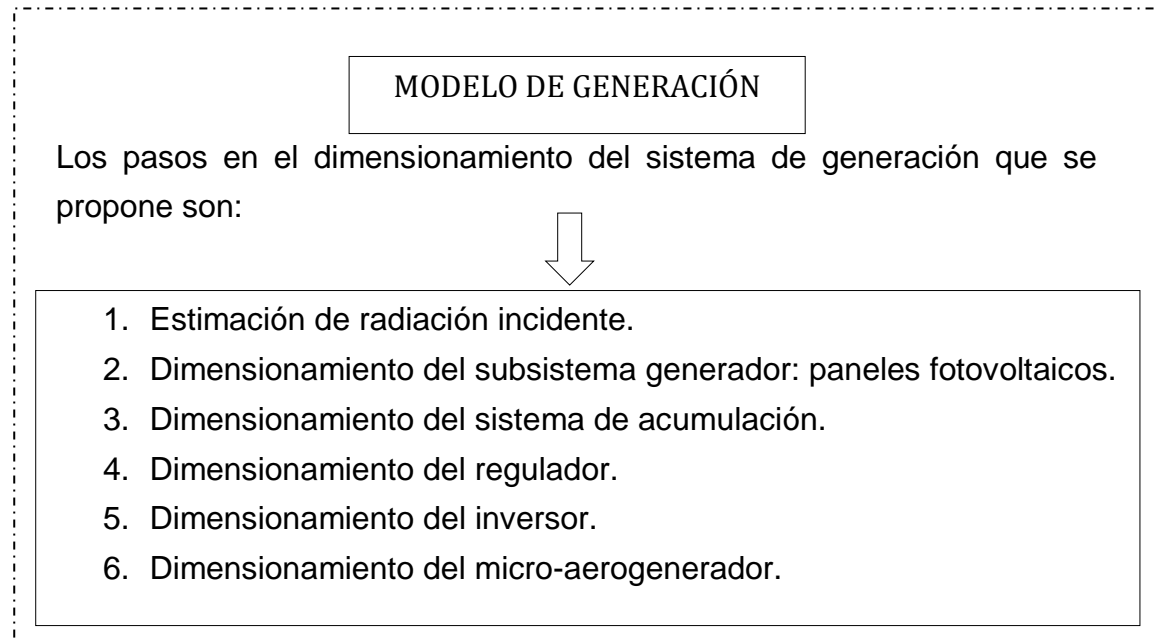 MODELO DE GENERACIÓN
Los pasos en el dimensionamiento del sistema de generación que se
propone son:
1. Estimación de radiación incidente.
2. Dimensionamiento del subsistema generador: paneles fotovoltaicos.
3. Dimensionamiento del sistema de acumulación.
4. Dimensionamiento del regulador.
5. Dimensionamiento del inversor.
6. Dimensionamiento del micro-aerogenerador.